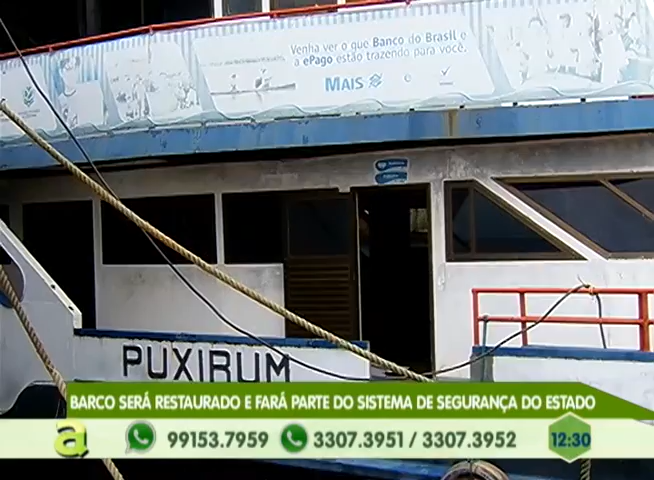 Venha ver o que Banco do Brasil e
a ePago estão trazendo para você.
MAIS e
PUXIRUM
BARCO SERÁ RESTAURADO E FARÁ PARTE DO SISTEMA DE SEGURANÇA DO ESTADO
a 99153.7959 3307.3951 / 3307.3952 12:30